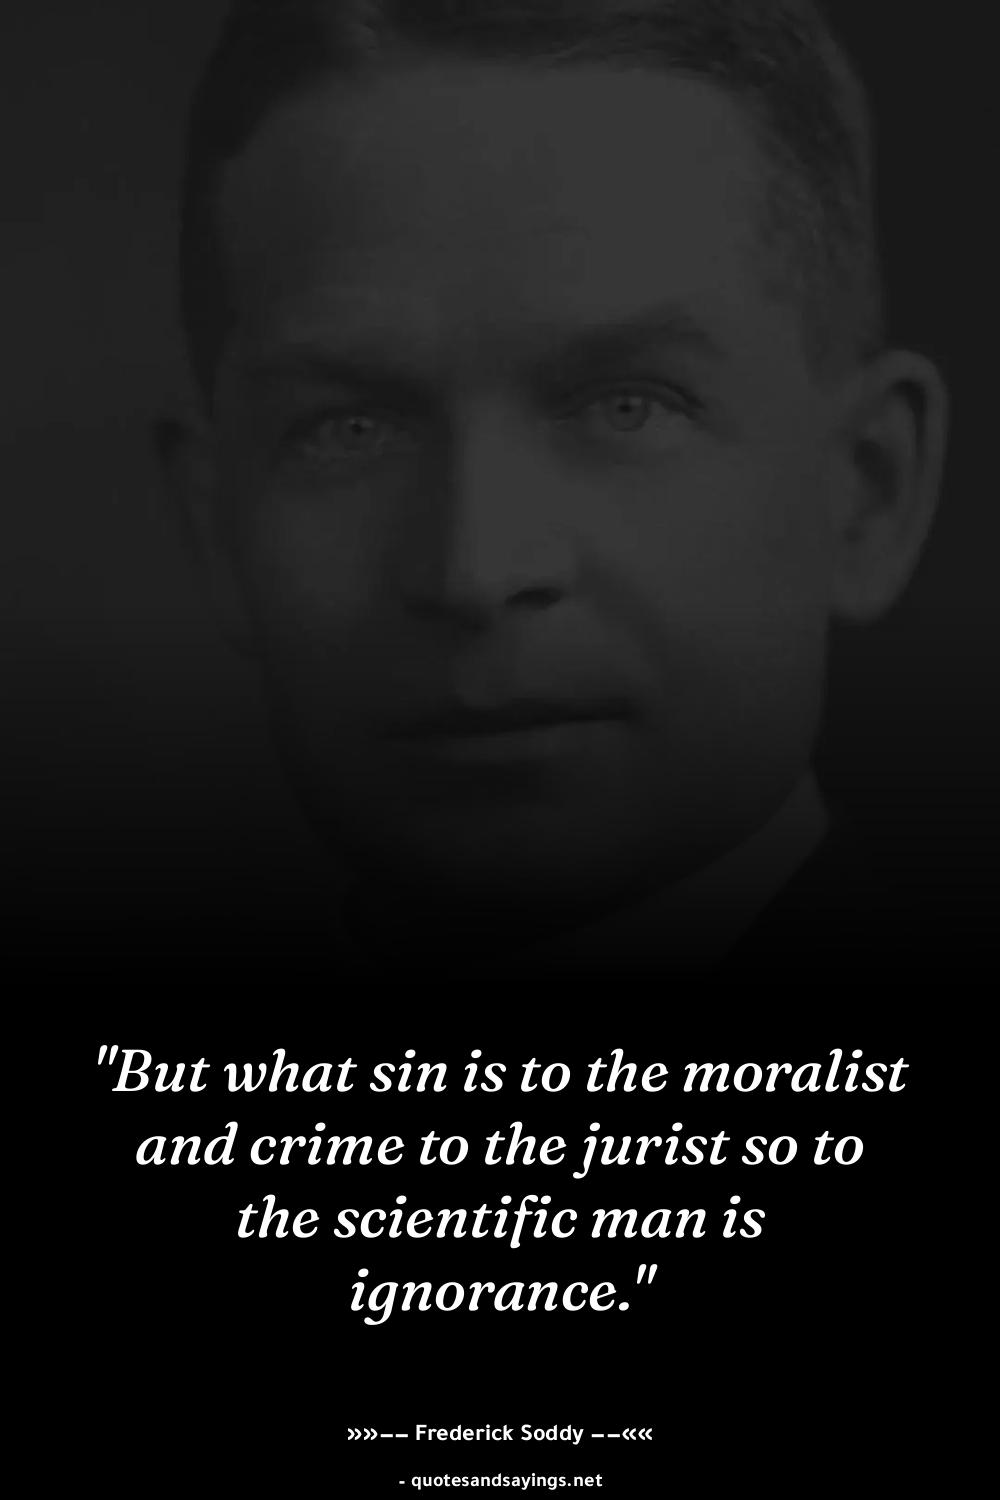 "But what sin is to the moralist
and crime to the jurist so to
the scientific man is
ignorance."
»»−− Frederick Soddy −−««
- quotesandsayings.net